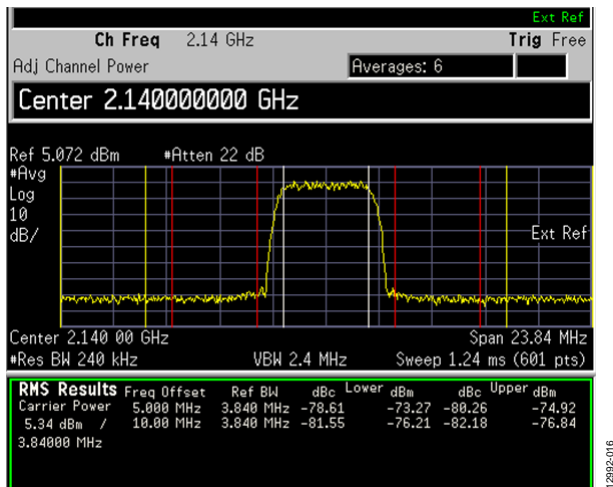 Ext Ref
Ch Freq 2.14 GHz Trig Free
Adj Channel Power Averages: 6
Center 2.140000000 GHz
Ref 5.072 dBm #Atten 22 dB
#Avg
Log
10
dB/
Ext Ref
Center 2.140 00 GHz Span 23.84 MHz
#Res BW 240 kHz VBW 2.4 MHz Sweep 1.24 ms (601 pts)
RMS Results Freq Offset Ref BW dBc Lower dBm dBc Upper dBm
Carrier Power 5.000 MHz 3.840 MHz -78.61 -73.27 -80.26 -74.92
5.34 dBm / 10.00 MHz 3.840 MHz -81.55 -76.21 -82.18 -76.84
3.84000 MHz
12992-016